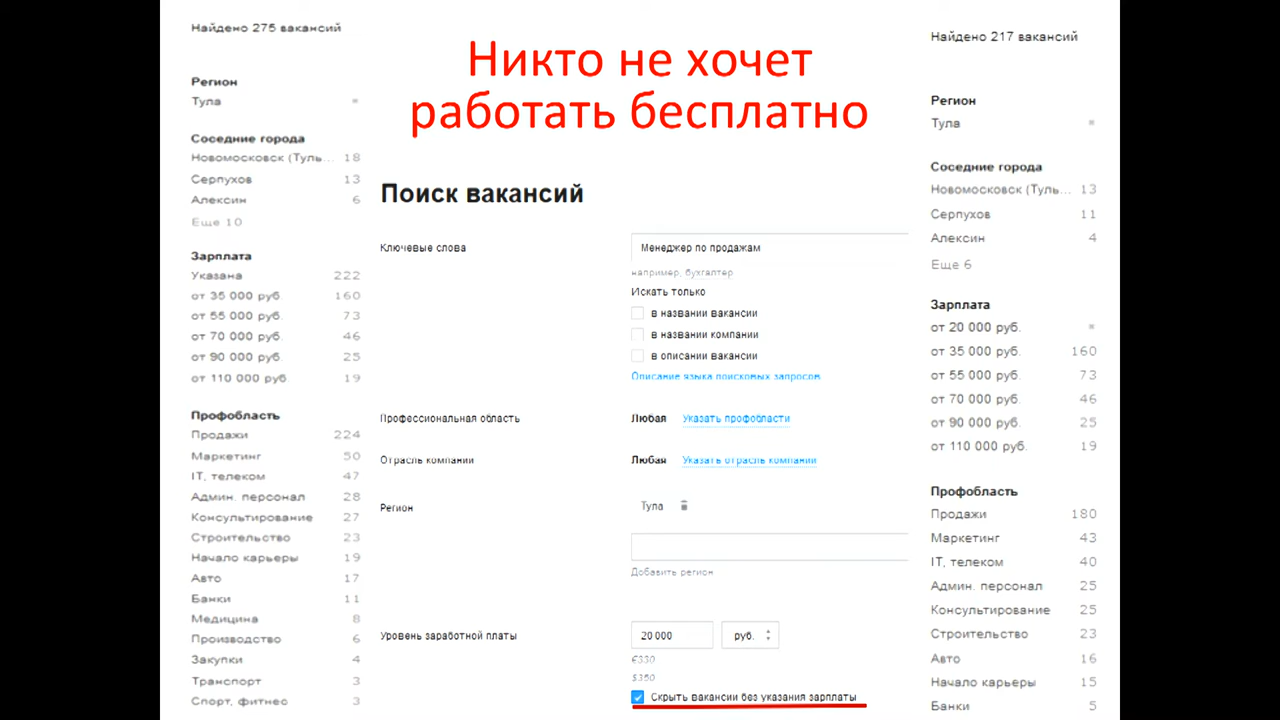 Найдено 275 вакансий
Регион
Тула
Соседние города
Новомосковск (Туль... 18
Серпухов 13
Алексин 6
Еще 10
Зарплата
Указана 222
от 35 000 руб. 160
от 55 000 руб. 73
от 70 000 руб. 46
от 90 000 руб. 25
от 110 000 руб. 19
Профобласть
Продажи 224
Маркетинг 50
IT, телеком 47
Админ. персонал 28
Консультирование 27
Строительство 23
Начало карьеры 19
Авто 17
Банки 11
Медицина 8
Производство 6
Закупки 4
Транспорт 3
Спорт, фитнес 3
Никто не хочет
работать бесплатно
Поиск вакансий
Ключевые слова Менеджер по продажам
например, бухгалтер
Искать только
в названии вакансии
в названии компании
в описании вакансии
Описание языка поисковых запросов
Профессиональная область Любая Указать профобласти
Отрасль компании Любая Указать отрасль компании
Регион Тула
Добавить регион
Уровень заработной платы 20 000 руб.
€330
$350
Скрыть вакансии без указания зарплаты
Найдено 217 вакансий
Регион
Тула
Соседние города
Новомосковск (Туль... 13
Серпухов 11
Алексин 4
Еще 6
Зарплата
от 20 000 руб.
от 35 000 руб. 160
от 55 000 руб. 73
от 70 000 руб. 46
от 90 000 руб. 25
от 110 000 руб. 19
Профобласть
Продажи 180
Маркетинг 43
IT, телеком 40
Админ. персонал 25
Консультирование 25
Строительство 23
Авто 16
Начало карьеры 15
Банки 5